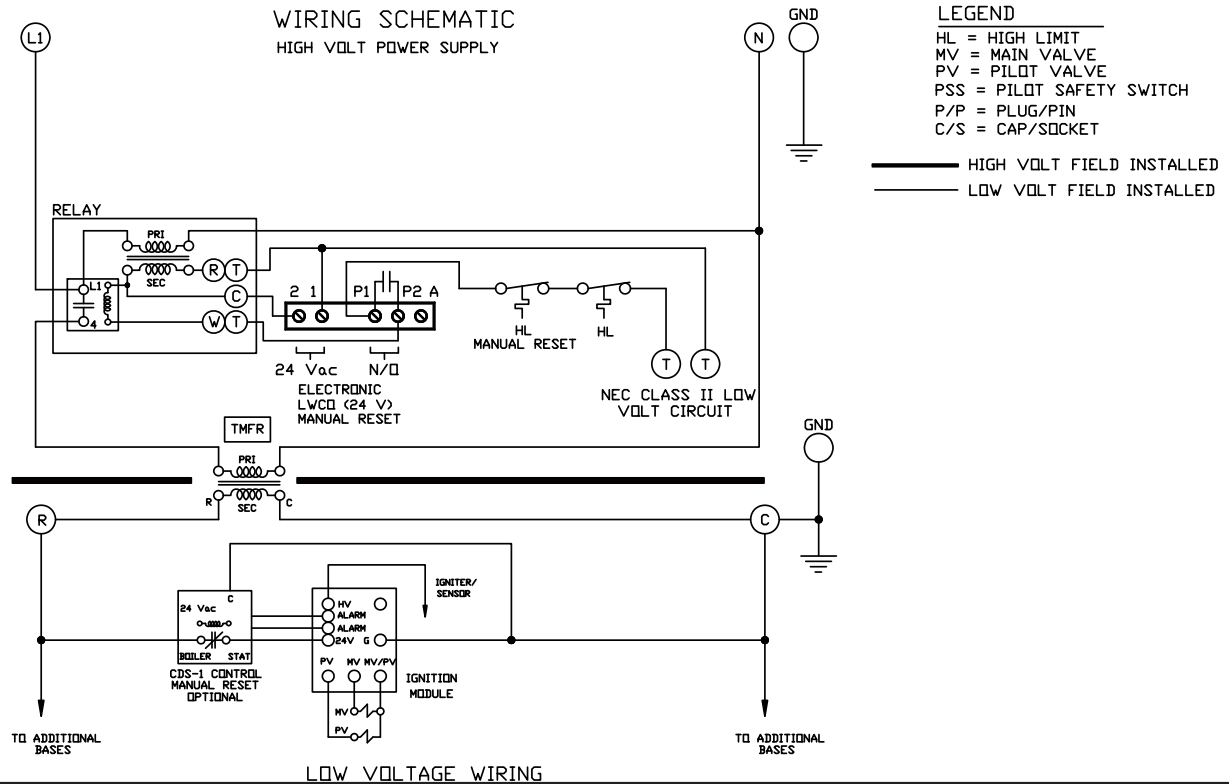 WIRING SCHEMATIC
HIGH VOLT POWER SUPPLY
L1
N
GND
LEGEND
HL = HIGH LIMIT
MV = MAIN VALVE
PV = PILOT VALVE
PSS = PILOT SAFETY SWITCH
P/P = PLUG/PIN
C/S = CAP/SOCKET
HIGH VOLT FIELD INSTALLED
LOW VOLT FIELD INSTALLED
RELAY
PRI
SEC
R T
L1
C
4
W T
2 1 P1 P2 A
HL
MANUAL RESET
HL
24 Vac
N/O
ELECTRONIC
LWCO (24 V)
MANUAL RESET
T T
NEC CLASS II LOW
VOLT CIRCUIT
TMFR
PRI
SEC
R
C
GND
R
C
C
24 Vac
BOILER STAT
CDS-1 CONTROL
MANUAL RESET
OPTIONAL
HV
ALARM
ALARM
24V G
PV MV MV/PV
IGNITER/
SENSOR
IGNITION
MODULE
MV
PV
TO ADDITIONAL
BASES
TO ADDITIONAL
BASES
LOW VOLTAGE WIRING